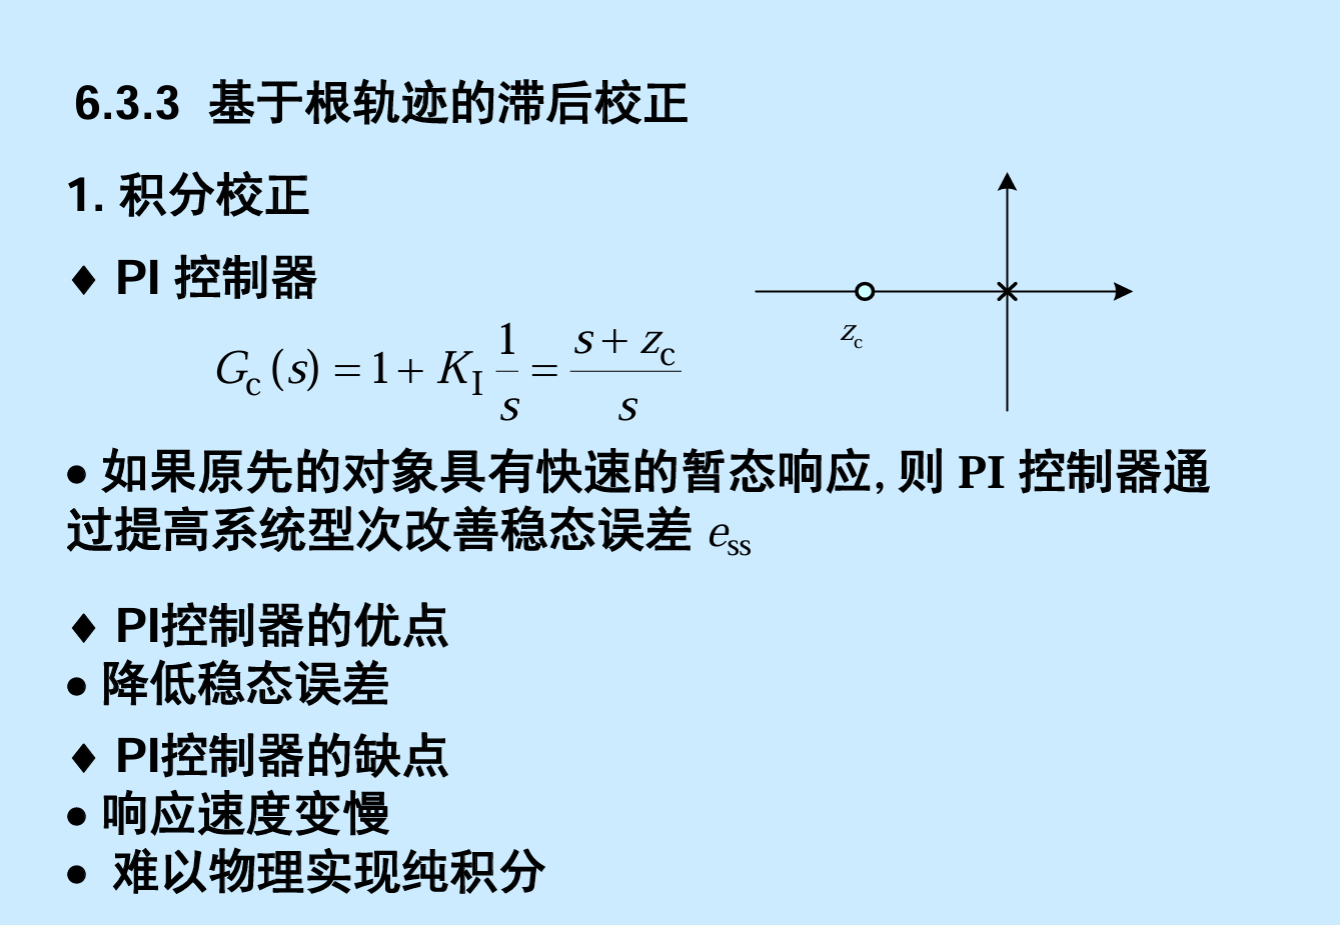 6.3.3 基于根轨迹的滞后校正
1. 积分校正
♦ PI 控制器
G_c(s) = 1 + K_I \frac{1}{s} = \frac{s + z_c}{s}
z_c
● 如果原先的对象具有快速的暂态响应, 则 PI 控制器通
过提高系统型次改善稳态误差 e_ss
♦ PI控制器的优点
● 降低稳态误差
♦ PI控制器的缺点
● 响应速度变慢
● 难以物理实现纯积分